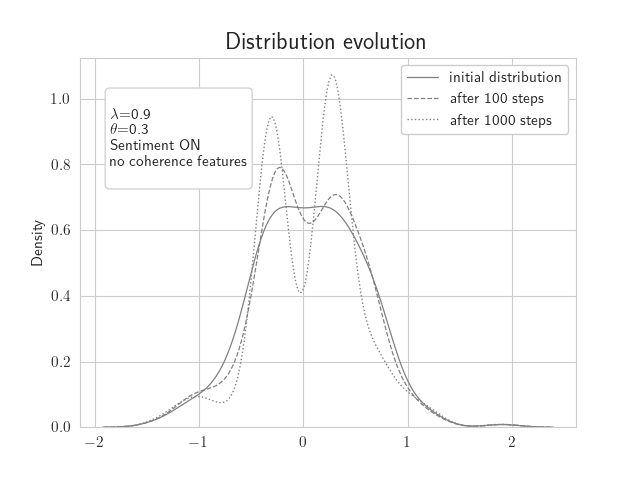 Distribution evolution
λ=0.9
θ=0.3
Sentiment ON
no coherence features
initial distribution
after 100 steps
after 1000 steps
Density
1.0
0.8
0.6
0.4
0.2
0.0
−2 −1 0 1 2